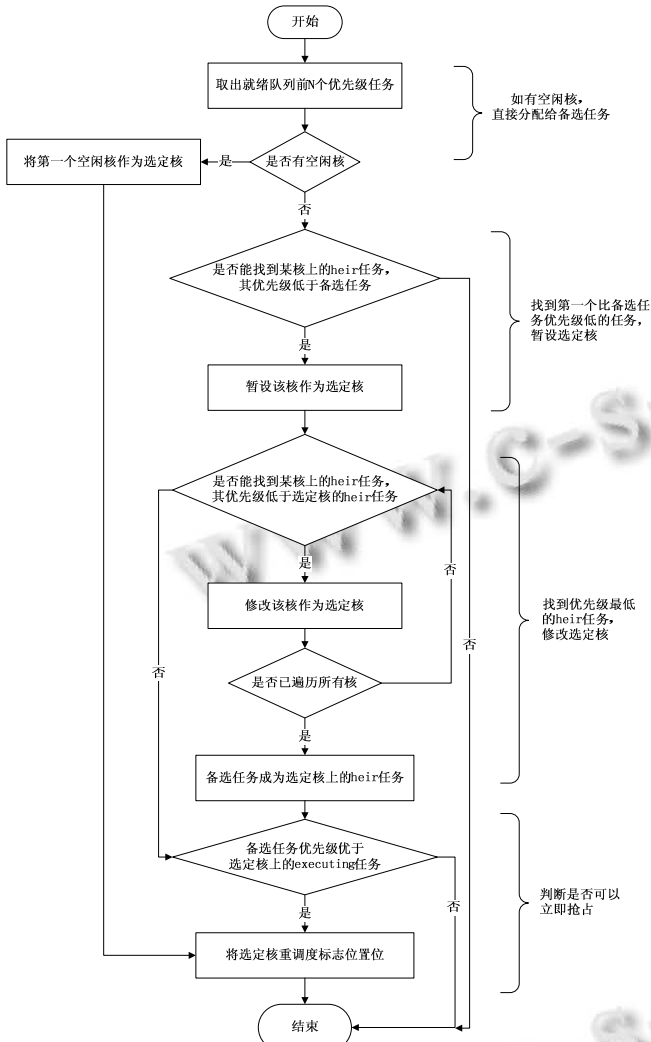 开始
取出就绪队列前N个优先级任务
如有空闲核,
直接分配给备选任务
将第一个空闲核作为选定核
是
是否有空闲核
否
是否能找到某核上的heir任务,
其优先级低于备选任务
找到第一个比备选任
务优先级低的任务,
暂设选定核
是
暂设该核作为选定核
是否能找到某核上的heir任务,
其优先级低于选定核的heir任务
是
否
修改该核作为选定核
找到优先级最低
的heir任务,
修改选定核
否
否
是否已遍历所有核
是
备选任务成为选定核上的heir任务
备选任务优先级优于
选定核上的executing任务
判断是否可以
立即抢占
是
否
将选定核重调度标志位置位
结束
www.c-s